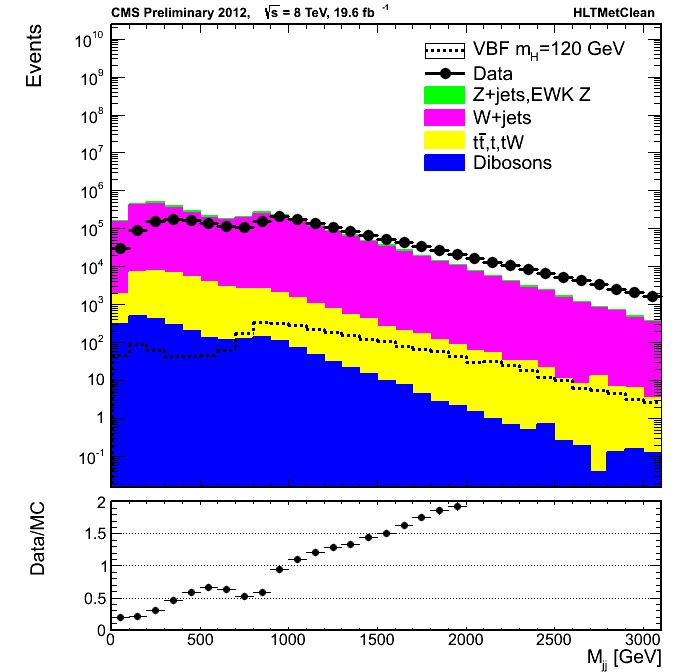 CMS Preliminary 2012, √s = 8 TeV, 19.6 fb⁻¹ HLTMetClean
Events
10¹⁰
10⁹
10⁸
10⁷
10⁶
10⁵
10⁴
10³
10²
10
1
10⁻¹
VBF m_H=120 GeV
Data
Z+jets,EWK Z
W+jets
tt̄,t,tW
Dibosons
Data/MC
2
1.5
1
0.5
0
0 500 1000 1500 2000 2500 3000
M_jj [GeV]